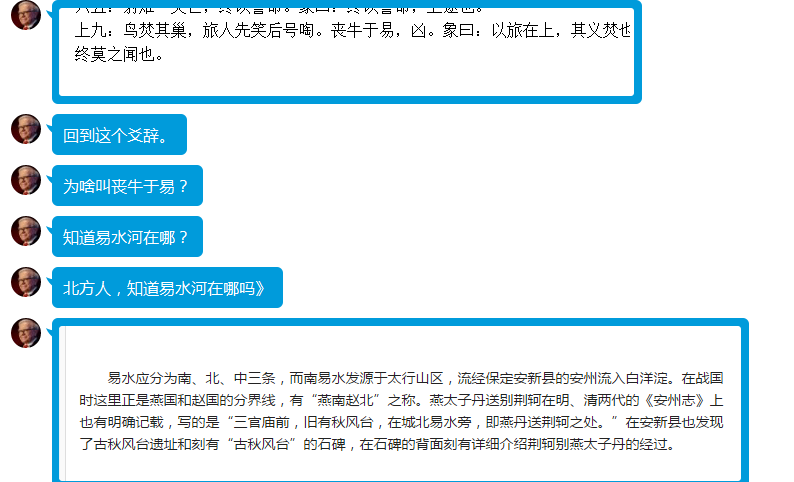 上九：鸟焚其巢，旅人先笑后号啕。丧牛于易，凶。象曰：以旅在上，其义焚也
终莫之闻也。
回到这个爻辞。
为啥叫丧牛于易？
知道易水河在哪？
北方人，知道易水河在哪吗》
易水应分为南、北、中三条，而南易水发源于太行山区，流经保定安新县的安州流入白洋淀。在战国
时这里正是燕国和赵国的分界线，有“燕南赵北”之称。燕太子丹送别荆轲在明、清两代的《安州志》上
也有明确记载，写的是“三官庙前，旧有秋风台，在城北易水旁，即燕丹送荆轲之处。”在安新县也发现
了古秋风台遗址和刻有“古秋风台”的石碑，在石碑的背面刻有详细介绍荆轲别燕太子丹的经过。